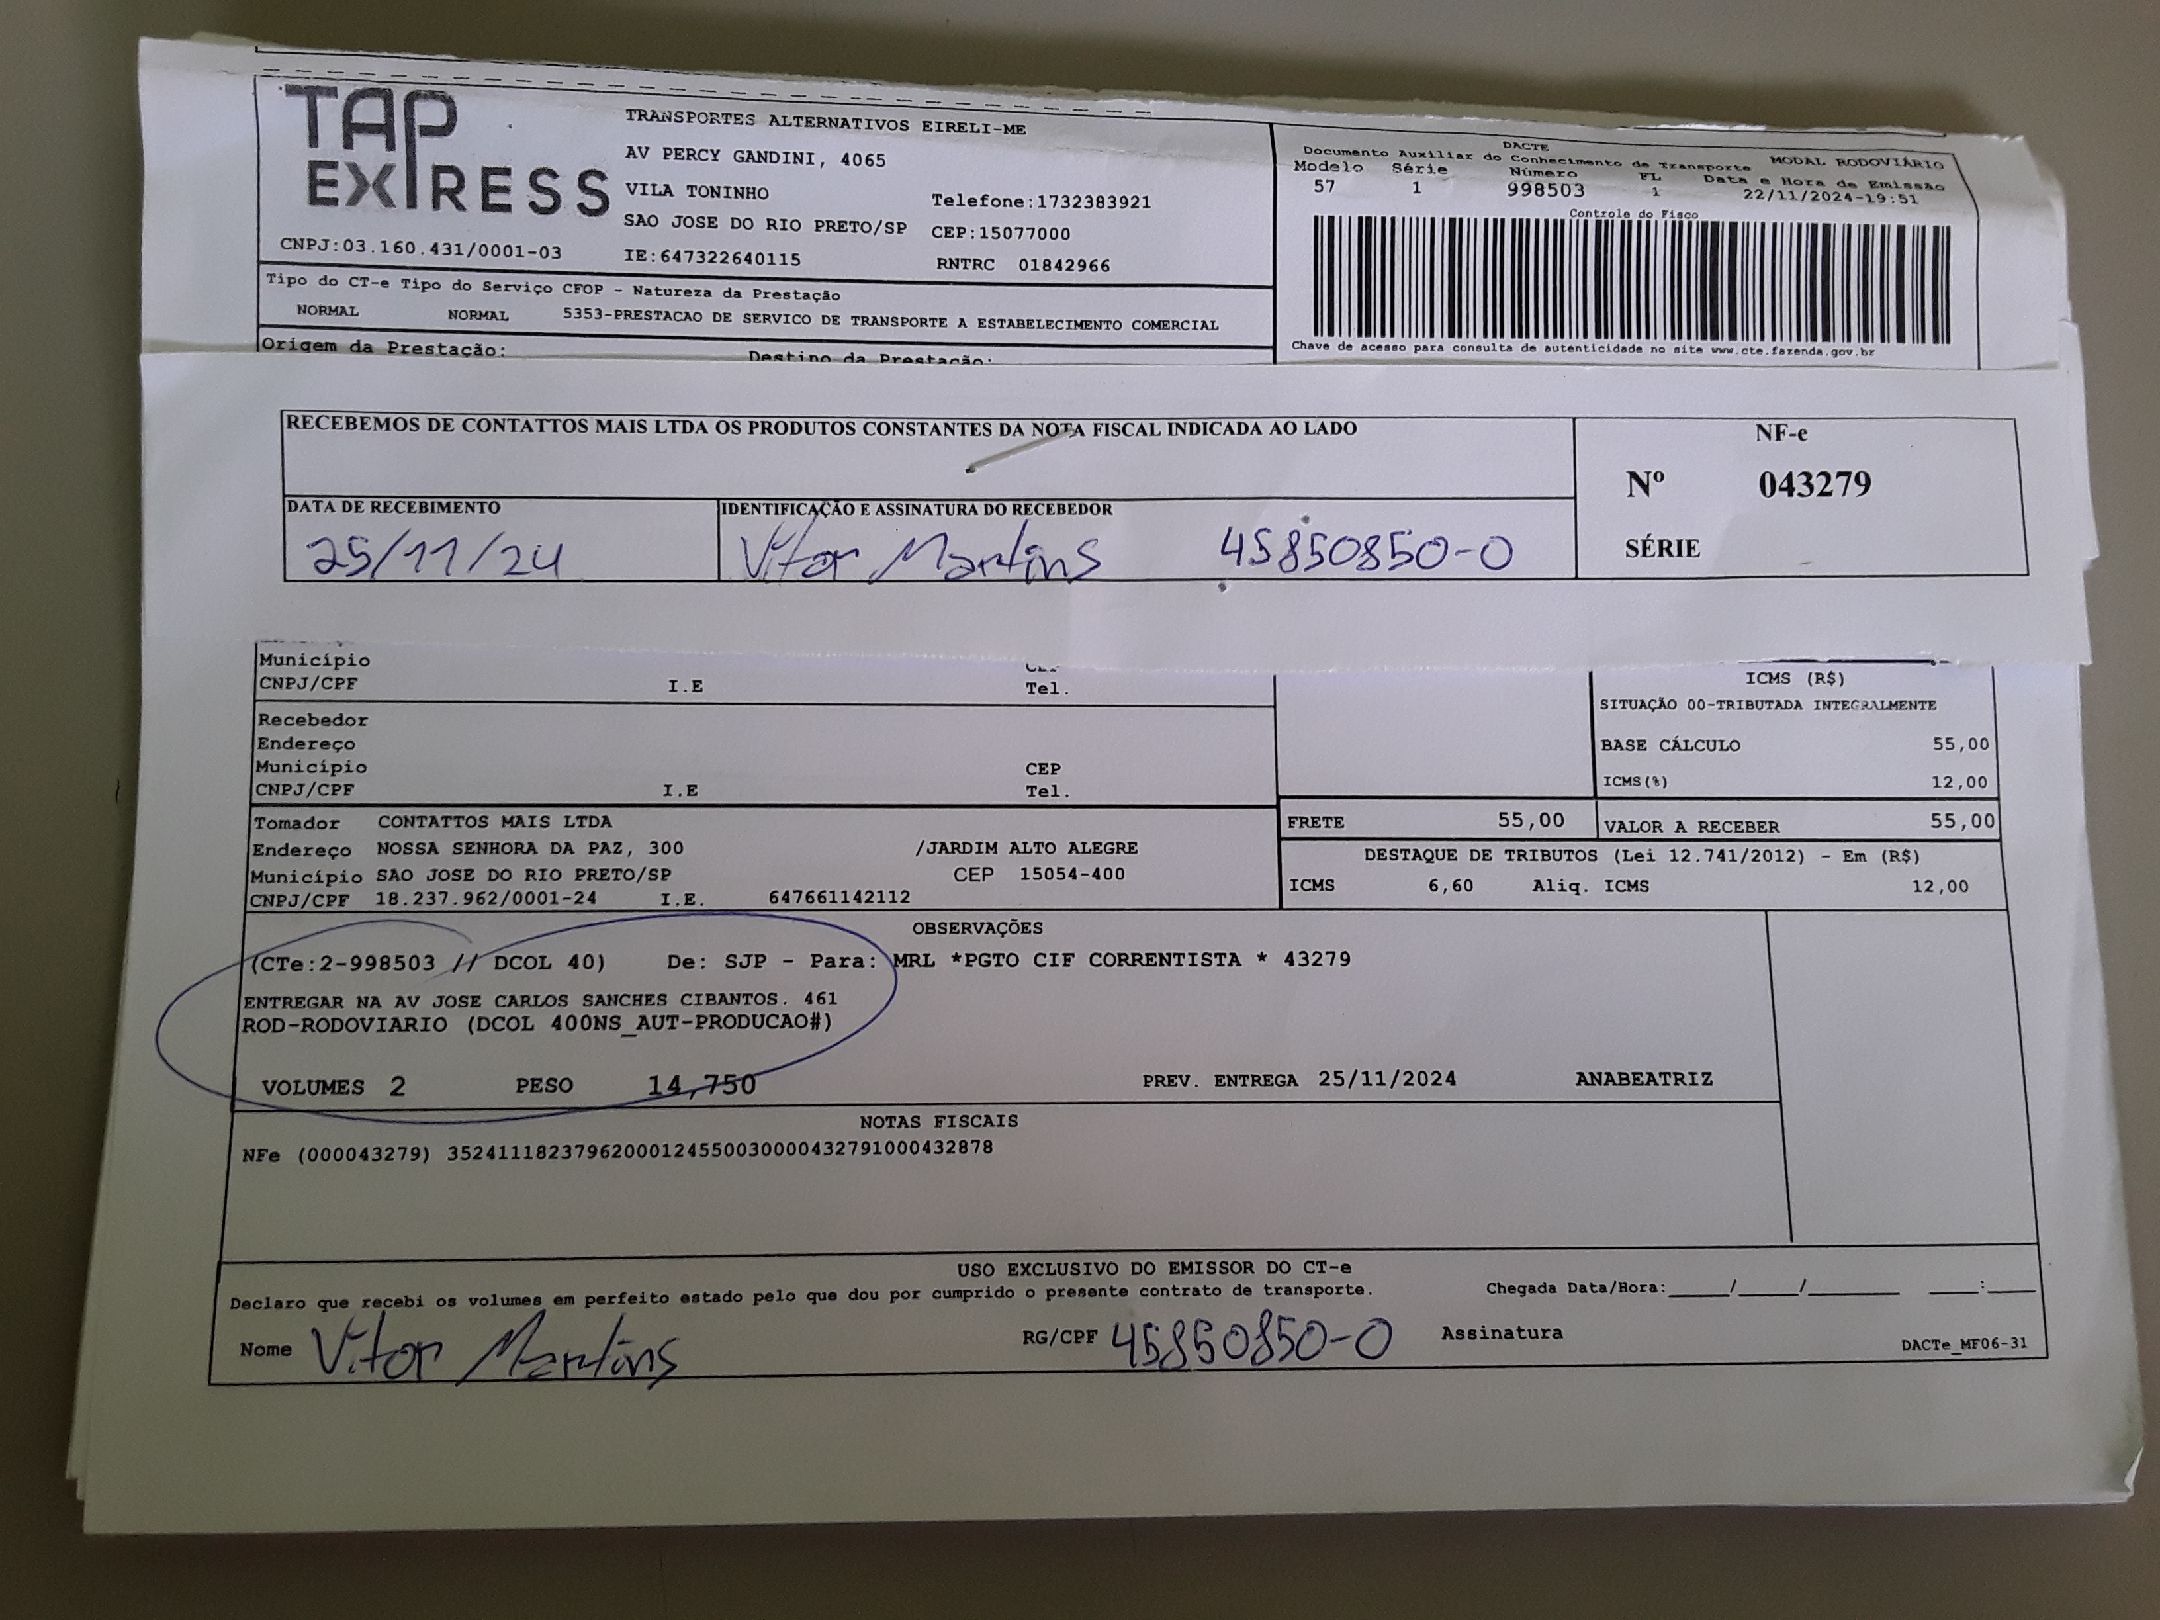 TAP
EXPRESS
TRANSPORTES ALTERNATIVOS EIRELI-ME
AV PERCY GANDINI, 4065
VILA TONINHO Telefone:1732383921
SAO JOSE DO RIO PRETO/SP CEP:15077000
CNPJ:03.160.431/0001-03 IE:647322640115 RNTRC 01842966
DACTE
Documento Auxiliar do Conhecimento de Transporte MODAL RODOVIÁRIO
Modelo Série Número FL Data e Hora de Emissão
57 1 998503 1 22/11/2024-19:51
Controle do Fisco
Chave de acesso para consulta de autenticidade no site www.cte.fazenda.gov.br
Tipo do CT-e Tipo do Serviço CFOP - Natureza da Prestação
NORMAL NORMAL 5353-PRESTACAO DE SERVICO DE TRANSPORTE A ESTABELECIMENTO COMERCIAL
Origem da Prestação: Destino da Prestação:
RECEBEMOS DE CONTATTOS MAIS LTDA OS PRODUTOS CONSTANTES DA NOTA FISCAL INDICADA AO LADO
NF-e
Nº 043279
SÉRIE
DATA DE RECEBIMENTO IDENTIFICAÇÃO E ASSINATURA DO RECEBEDOR
25/11/24 Vitor Martins 45850850-0
Município CEP
CNPJ/CPF I.E Tel.
Recebedor
Endereço
Município CEP
CNPJ/CPF I.E Tel.
ICMS (R$)
SITUAÇÃO 00-TRIBUTADA INTEGRALMENTE
BASE CÁLCULO 55,00
ICMS(%) 12,00
FRETE 55,00 VALOR A RECEBER 55,00
DESTAQUE DE TRIBUTOS (Lei 12.741/2012) - Em (R$)
ICMS 6,60 Aliq. ICMS 12,00
Tomador CONTATTOS MAIS LTDA
Endereço NOSSA SENHORA DA PAZ, 300 /JARDIM ALTO ALEGRE
Município SAO JOSE DO RIO PRETO/SP CEP 15054-400
CNPJ/CPF 18.237.962/0001-24 I.E. 647661142112
OBSERVAÇÕES
(CTe:2-998503 // DCOL 40) De: SJP - Para: MRL *PGTO CIF CORRENTISTA * 43279
ENTREGAR NA AV JOSE CARLOS SANCHES CIBANTOS. 461
ROD-RODOVIARIO (DCOL 400NS_AUT-PRODUCAO#)
VOLUMES 2 PESO 14,750 PREV. ENTREGA 25/11/2024 ANABEATRIZ
NOTAS FISCAIS
NFe (000043279) 35241118237962000124550030000432791000432878
USO EXCLUSIVO DO EMISSOR DO CT-e
Declaro que recebi os volumes em perfeito estado pelo que dou por cumprido o presente contrato de transporte. Chegada Data/Hora:____/____/______ ___:___
Nome Vitor Martins RG/CPF 45850850-0 Assinatura
DACTe_MF06-31